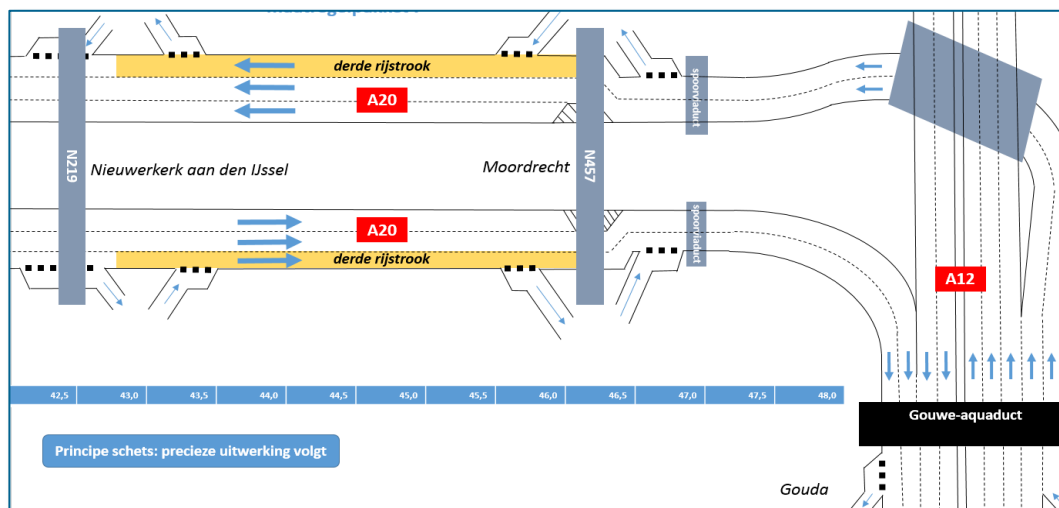 derde rijstrook
A20
spoorviaduct
N219
Nieuwerkerk aan den IJssel
Moordrecht
N457
A20
spoorviaduct
derde rijstrook
A12
42,5 43,0 43,5 44,0 44,5 45,0 45,5 46,0 46,5 47,0 47,5 48,0
Gouwe-aquaduct
Principe schets: precieze uitwerking volgt
Gouda